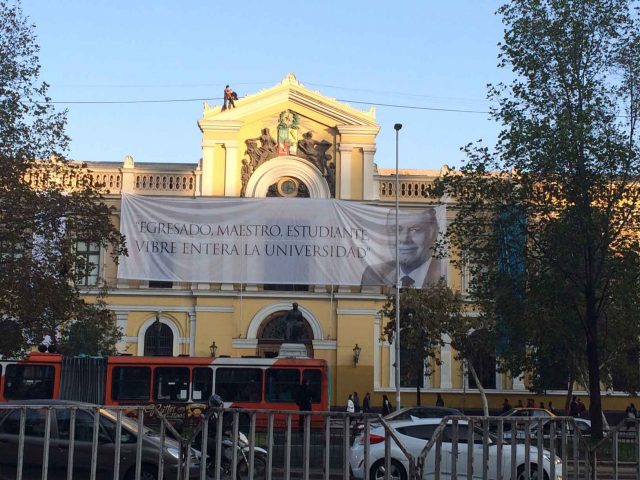 "EGRESADO, MAESTRO, ESTUDIANTE,
VIBRE ENTERA LA UNIVERSIDAD"